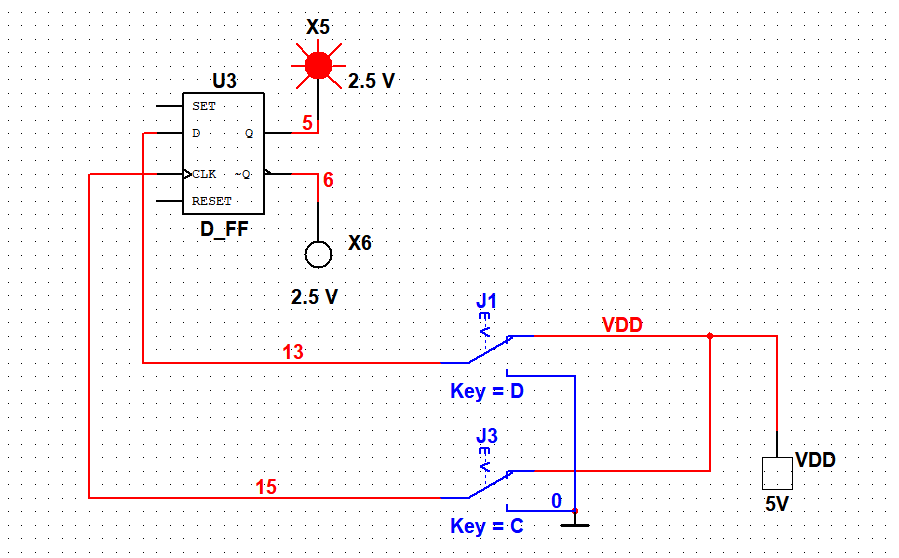 X5
2.5 V
U3
SET
D
Q
5
CLK
~Q
6
RESET
D_FF
X6
2.5 V
J1
VDD
13
Key = D
J3
VDD
15
0
5V
Key = C